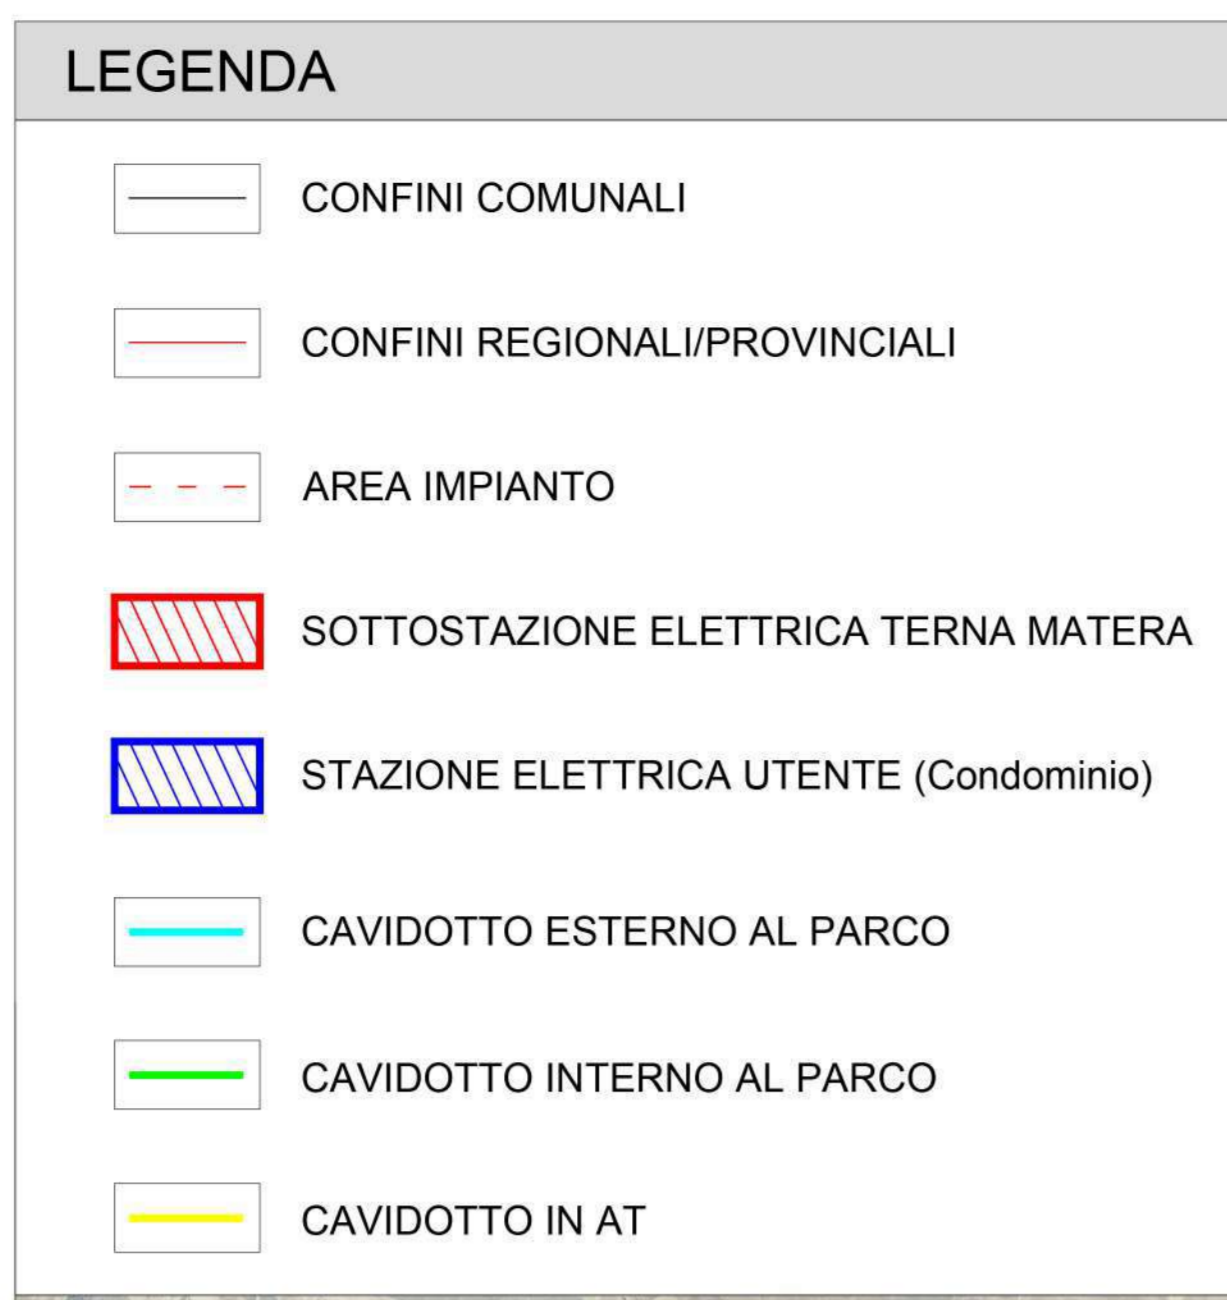 LEGENDA
CONFINI COMUNALI
CONFINI REGIONALI/PROVINCIALI
AREA IMPIANTO
SOTTOSTAZIONE ELETTRICA TERNA MATERA
STAZIONE ELETTRICA UTENTE (Condominio)
CAVIDOTTO ESTERNO AL PARCO
CAVIDOTTO INTERNO AL PARCO
CAVIDOTTO IN AT